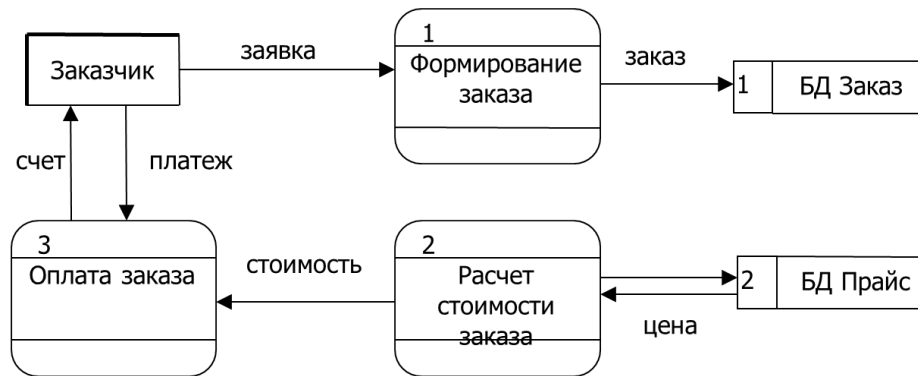 Заказчик
заявка
1
Формирование
заказа
заказ
1
БД Заказ
счет
платеж
3
Оплата заказа
стоимость
2
Расчет
стоимости
заказа
2
БД Прайс
цена